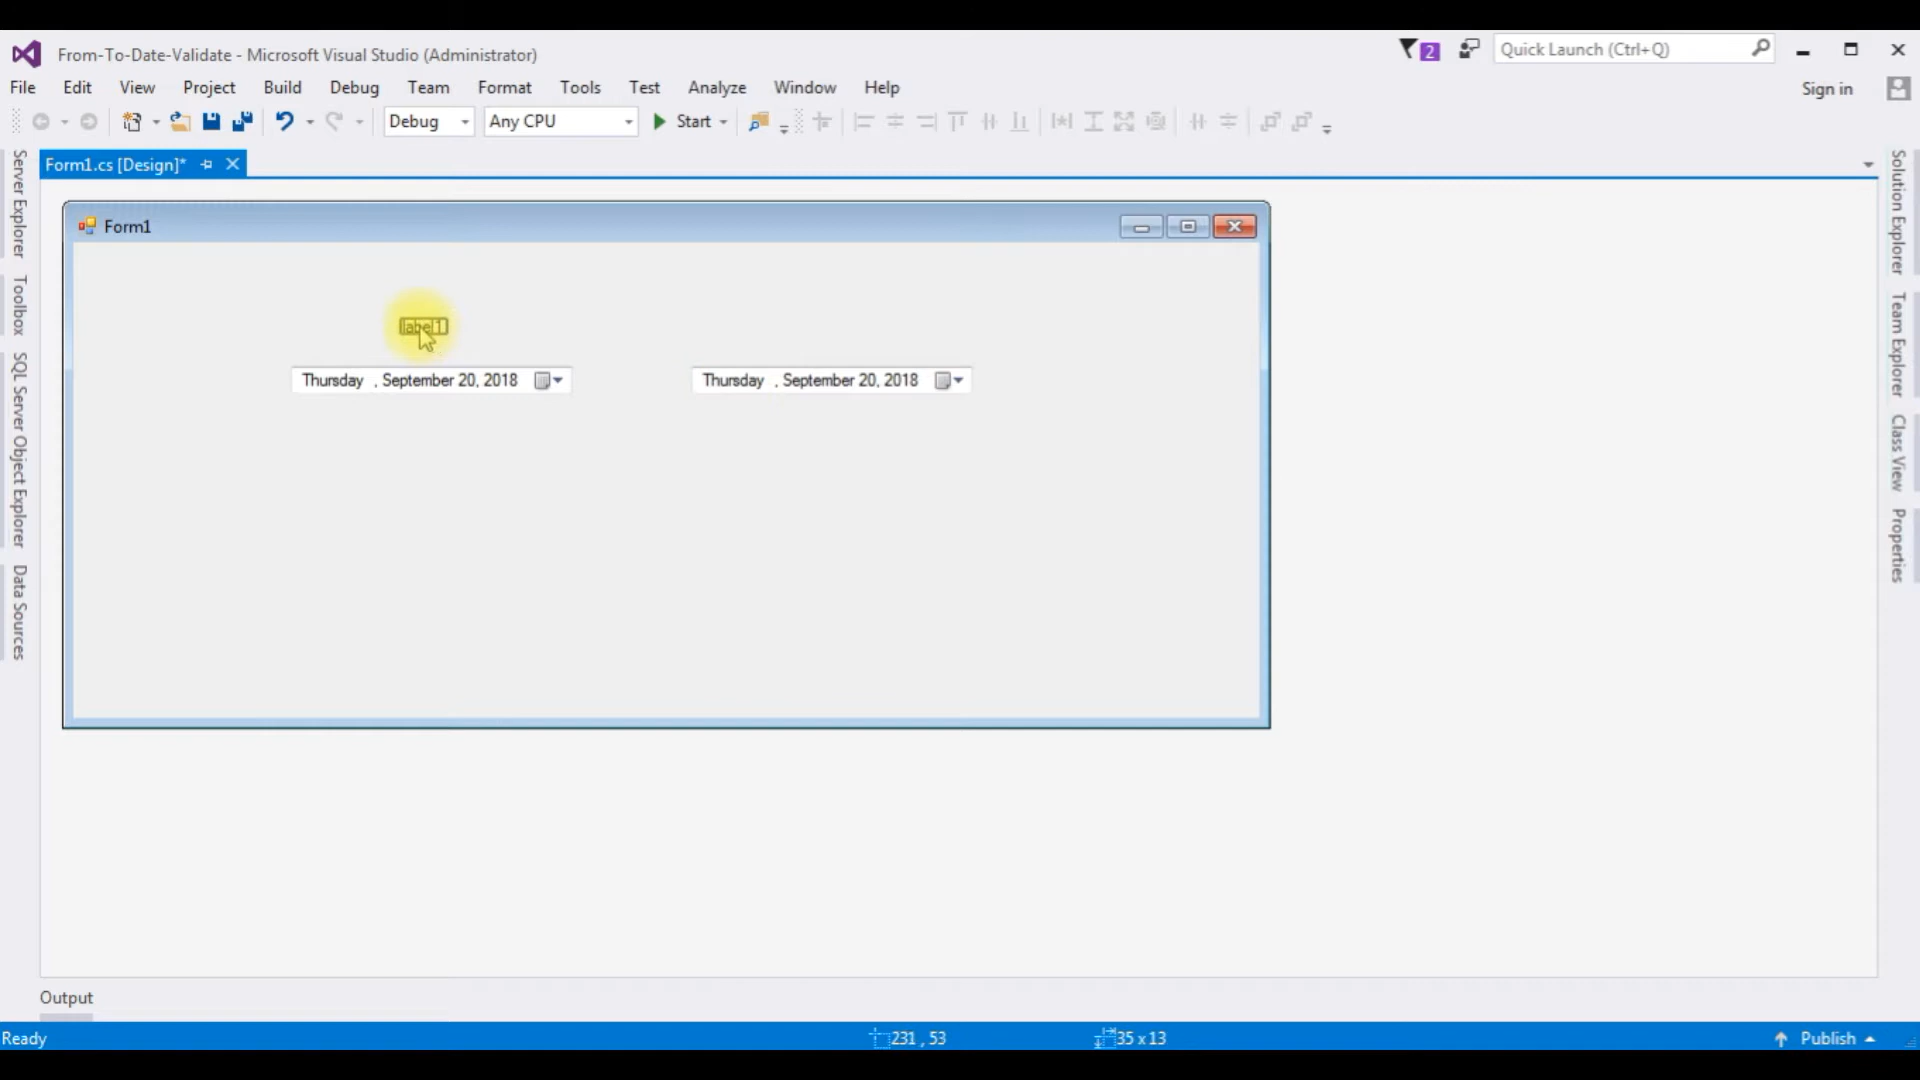 From-To-Date-Validate - Microsoft Visual Studio (Administrator)
2
Quick Launch (Ctrl+Q)
File Edit View Project Build Debug Team Format Tools Test Analyze Window Help
Sign in
Debug Any CPU Start
Form1.cs [Design]*
Server Explorer
Toolbox
SQL Server Object Explorer
Data Sources
Form1
label1
Thursday , September 20, 2018
Thursday , September 20, 2018
Solution Explorer
Team Explorer
Class View
Properties
Output
Ready
231 , 53
35 x 13
Publish